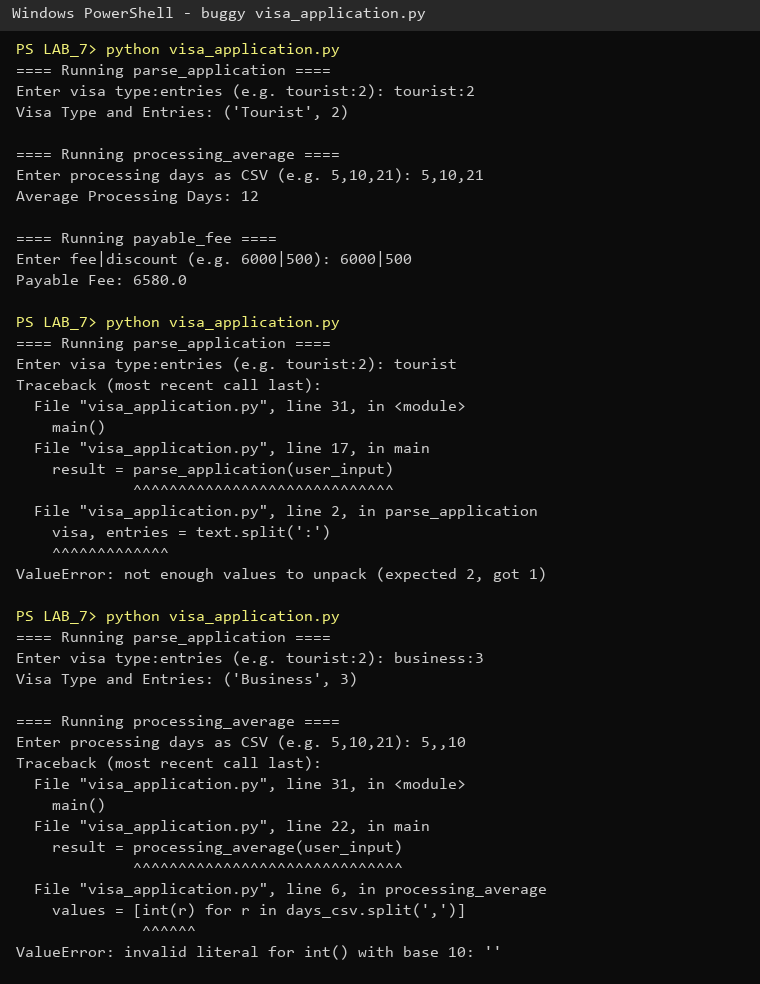 Windows PowerShell - buggy visa_application.py
PS LAB_7> python visa_application.py
==== Running parse_application ====
Enter visa type:entries (e.g. tourist:2): tourist:2
Visa Type and Entries: ('Tourist', 2)

==== Running processing_average ====
Enter processing days as CSV (e.g. 5,10,21): 5,10,21
Average Processing Days: 12

==== Running payable_fee ====
Enter fee|discount (e.g. 6000|500): 6000|500
Payable Fee: 6580.0

PS LAB_7> python visa_application.py
==== Running parse_application ====
Enter visa type:entries (e.g. tourist:2): tourist
Traceback (most recent call last):
  File "visa_application.py", line 31, in <module>
    main()
  File "visa_application.py", line 17, in main
    result = parse_application(user_input)
             ^^^^^^^^^^^^^^^^^^^^^^^^^^^^^
  File "visa_application.py", line 2, in parse_application
    visa, entries = text.split(':')
    ^^^^^^^^^^^^^
ValueError: not enough values to unpack (expected 2, got 1)

PS LAB_7> python visa_application.py
==== Running parse_application ====
Enter visa type:entries (e.g. tourist:2): business:3
Visa Type and Entries: ('Business', 3)

==== Running processing_average ====
Enter processing days as CSV (e.g. 5,10,21): 5,,10
Traceback (most recent call last):
  File "visa_application.py", line 31, in <module>
    main()
  File "visa_application.py", line 22, in main
    result = processing_average(user_input)
             ^^^^^^^^^^^^^^^^^^^^^^^^^^^^^^
  File "visa_application.py", line 6, in processing_average
    values = [int(r) for r in days_csv.split(',')]
              ^^^^^^
ValueError: invalid literal for int() with base 10: ''